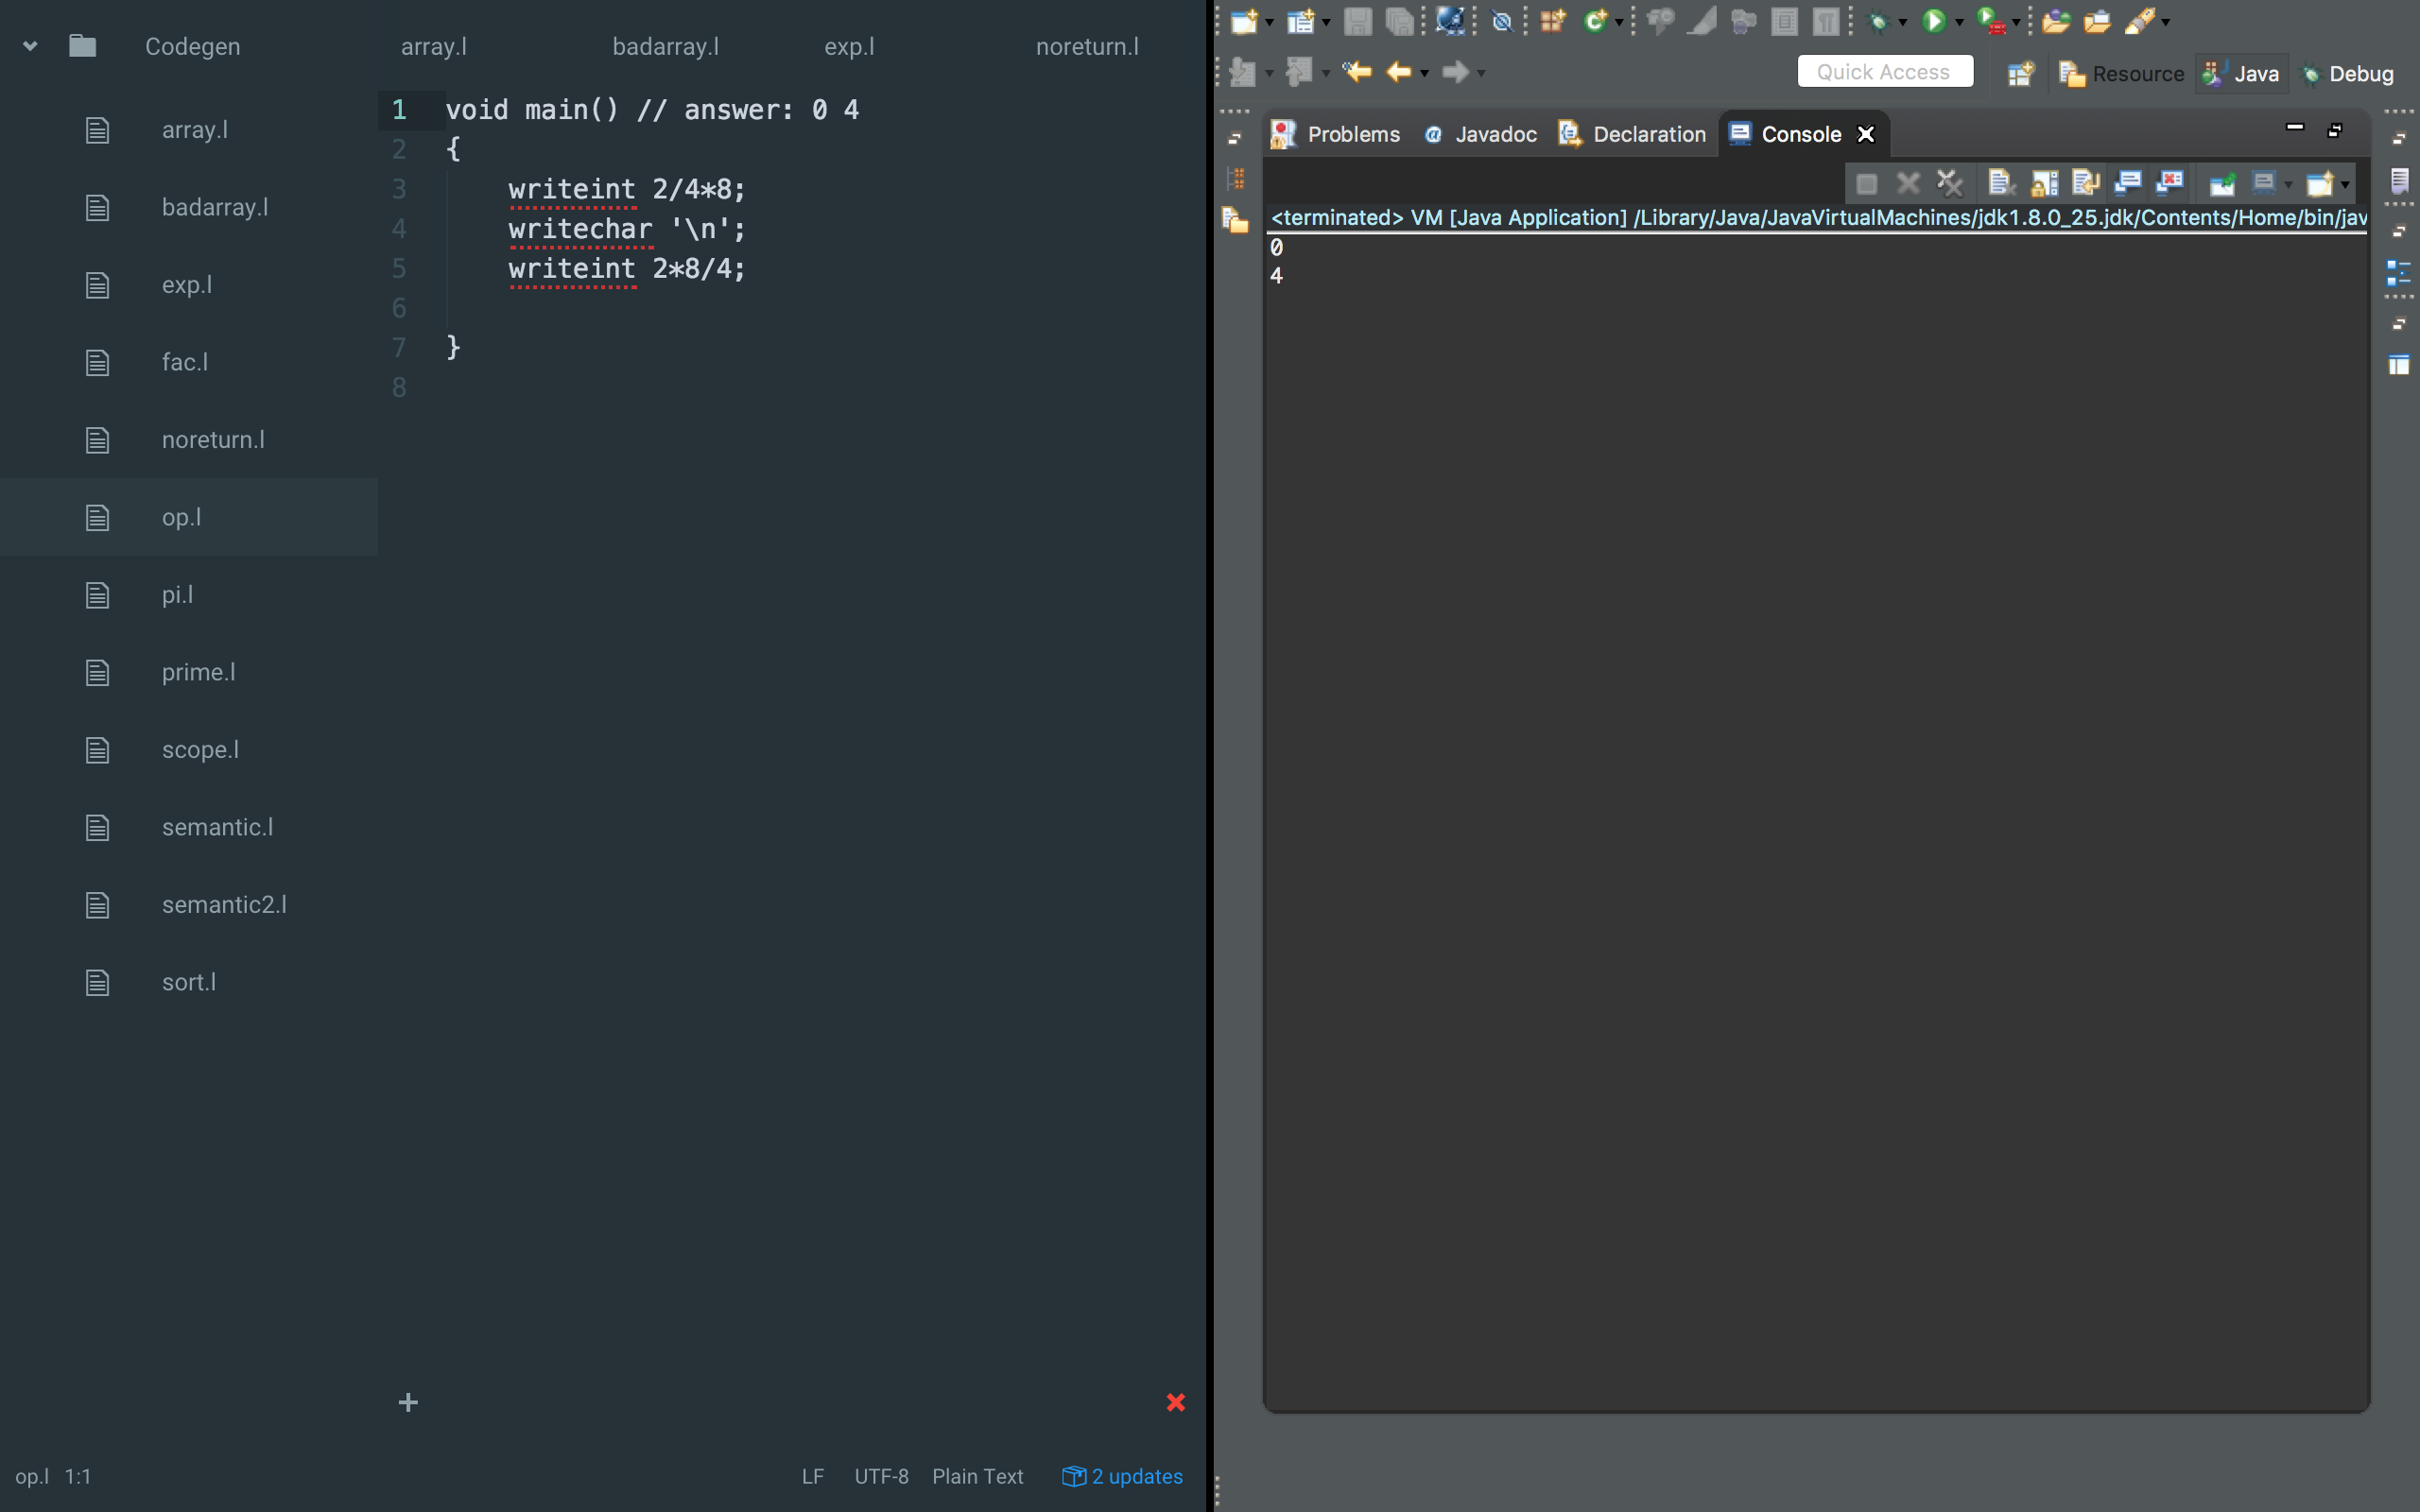 Codegen
array.l
badarray.l
exp.l
fac.l
noreturn.l
op.l
pi.l
prime.l
scope.l
semantic.l
semantic2.l
sort.l
array.l badarray.l exp.l noreturn.l
1 void main() // answer: 0 4
2 {
3 writeint 2/4*8;
4 writechar '\n';
5 writeint 2*8/4;
6
7 }
8
op.l 1:1 LF UTF-8 Plain Text 2 updates
Quick Access Resource Java Debug
Problems @ Javadoc Declaration Console
<terminated> VM [Java Application] /Library/Java/JavaVirtualMachines/jdk1.8.0_25.jdk/Contents/Home/bin/jav
0
4